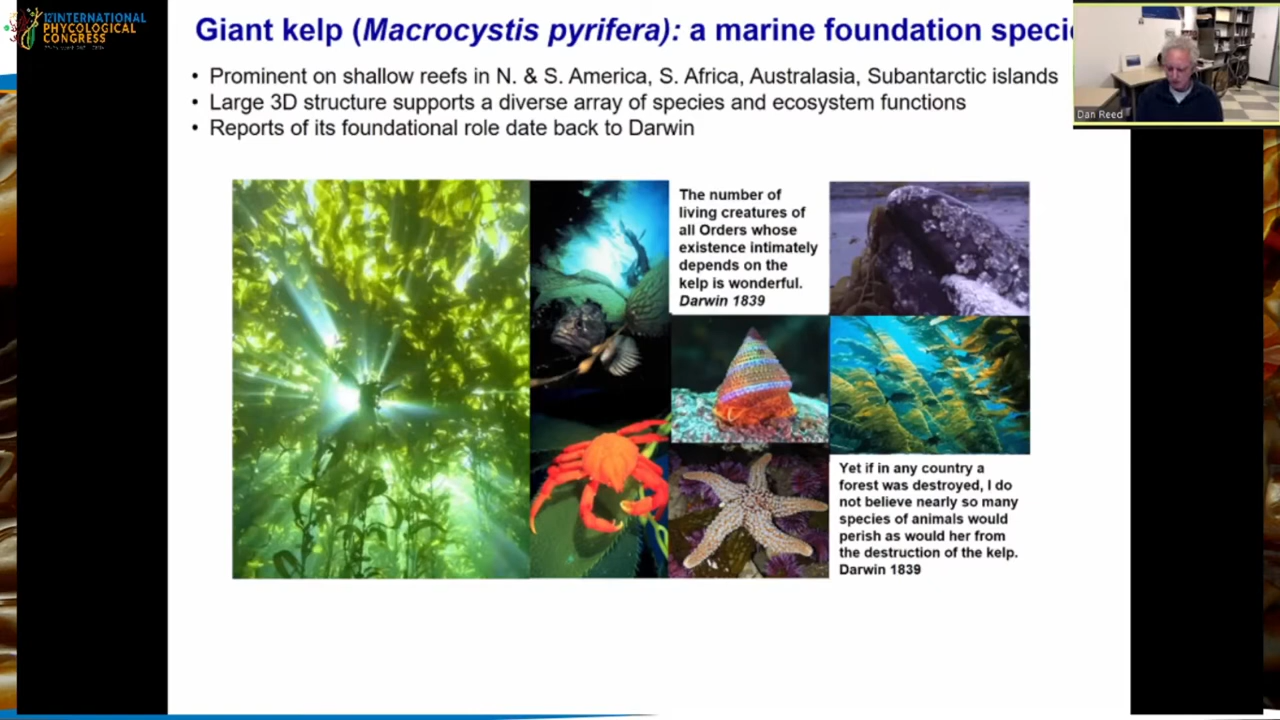 12th INTERNATIONAL
PHYCOLOGICAL
CONGRESS
Giant kelp (Macrocystis pyrifera): a marine foundation speci
• Prominent on shallow reefs in N. & S. America, S. Africa, Australasia, Subantarctic islands
• Large 3D structure supports a diverse array of species and ecosystem functions
• Reports of its foundational role date back to Darwin
Dan Reed
The number of
living creatures of
all Orders whose
existence intimately
depends on the
kelp is wonderful.
Darwin 1839
Yet if in any country a
forest was destroyed, I do
not believe nearly so many
species of animals would
perish as would her from
the destruction of the kelp.
Darwin 1839